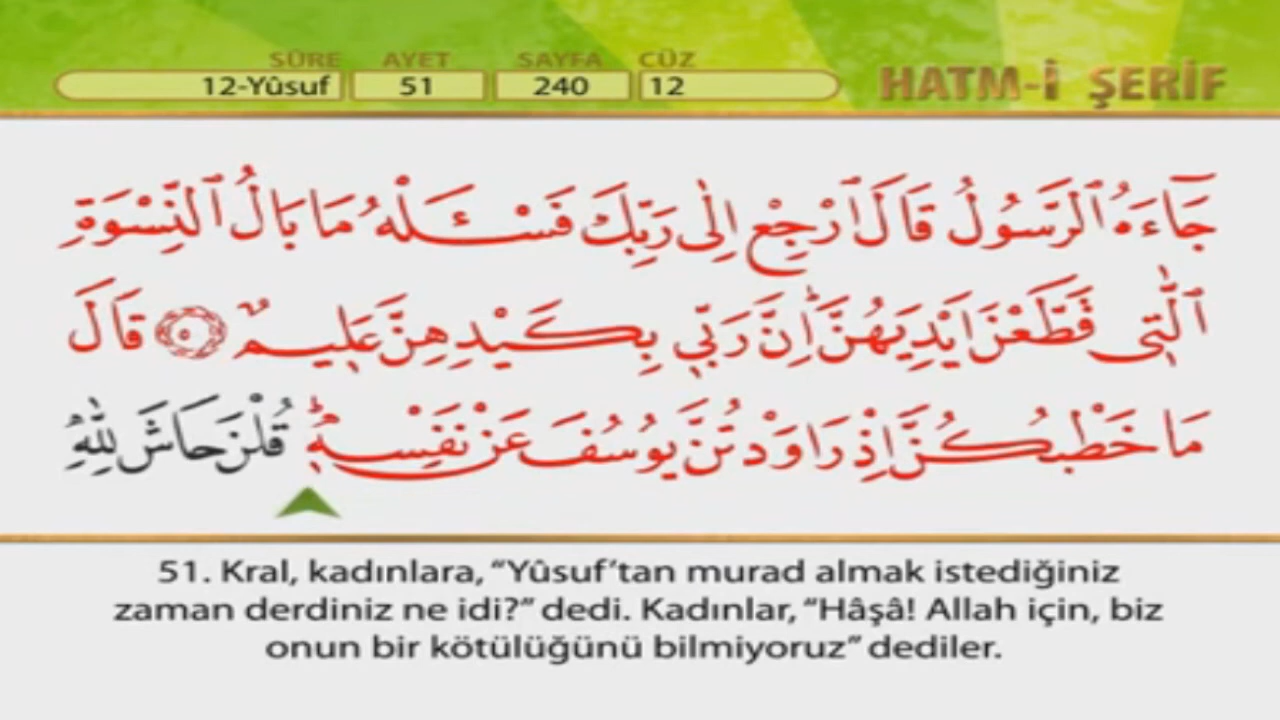 SÛRE AYET SAYFA CÜZ
12-Yûsuf 51 240 12
HATM-İ ŞERİF
جَٓاءَهُ الرَّسُولُ قَالَ ارْجِعْ اِلٰى رَبِّكَ فَسْـَٔلْهُ مَا بَالُ النِّسْوَةِ
الّٰت۪ى قَطَّعْنَ اَيْدِيَهُنَّۜ اِنَّ رَبّ۪ى بِكَيْدِهِنَّ عَل۪يمٌ ﴿٥٠﴾ قَالَ
مَا خَطْبُكُنَّ اِذْ رَاوَدْتُنَّ يُوسُفَ عَنْ نَفْسِه۪ۜ قُلْنَ حَاشَ لِلّٰهِ
51. Kral, kadınlara, “Yûsuf’tan murad almak istediğiniz
zaman derdiniz ne idi?” dedi. Kadınlar, “Hâşâ! Allah için, biz
onun bir kötülüğünü bilmiyoruz” dediler.